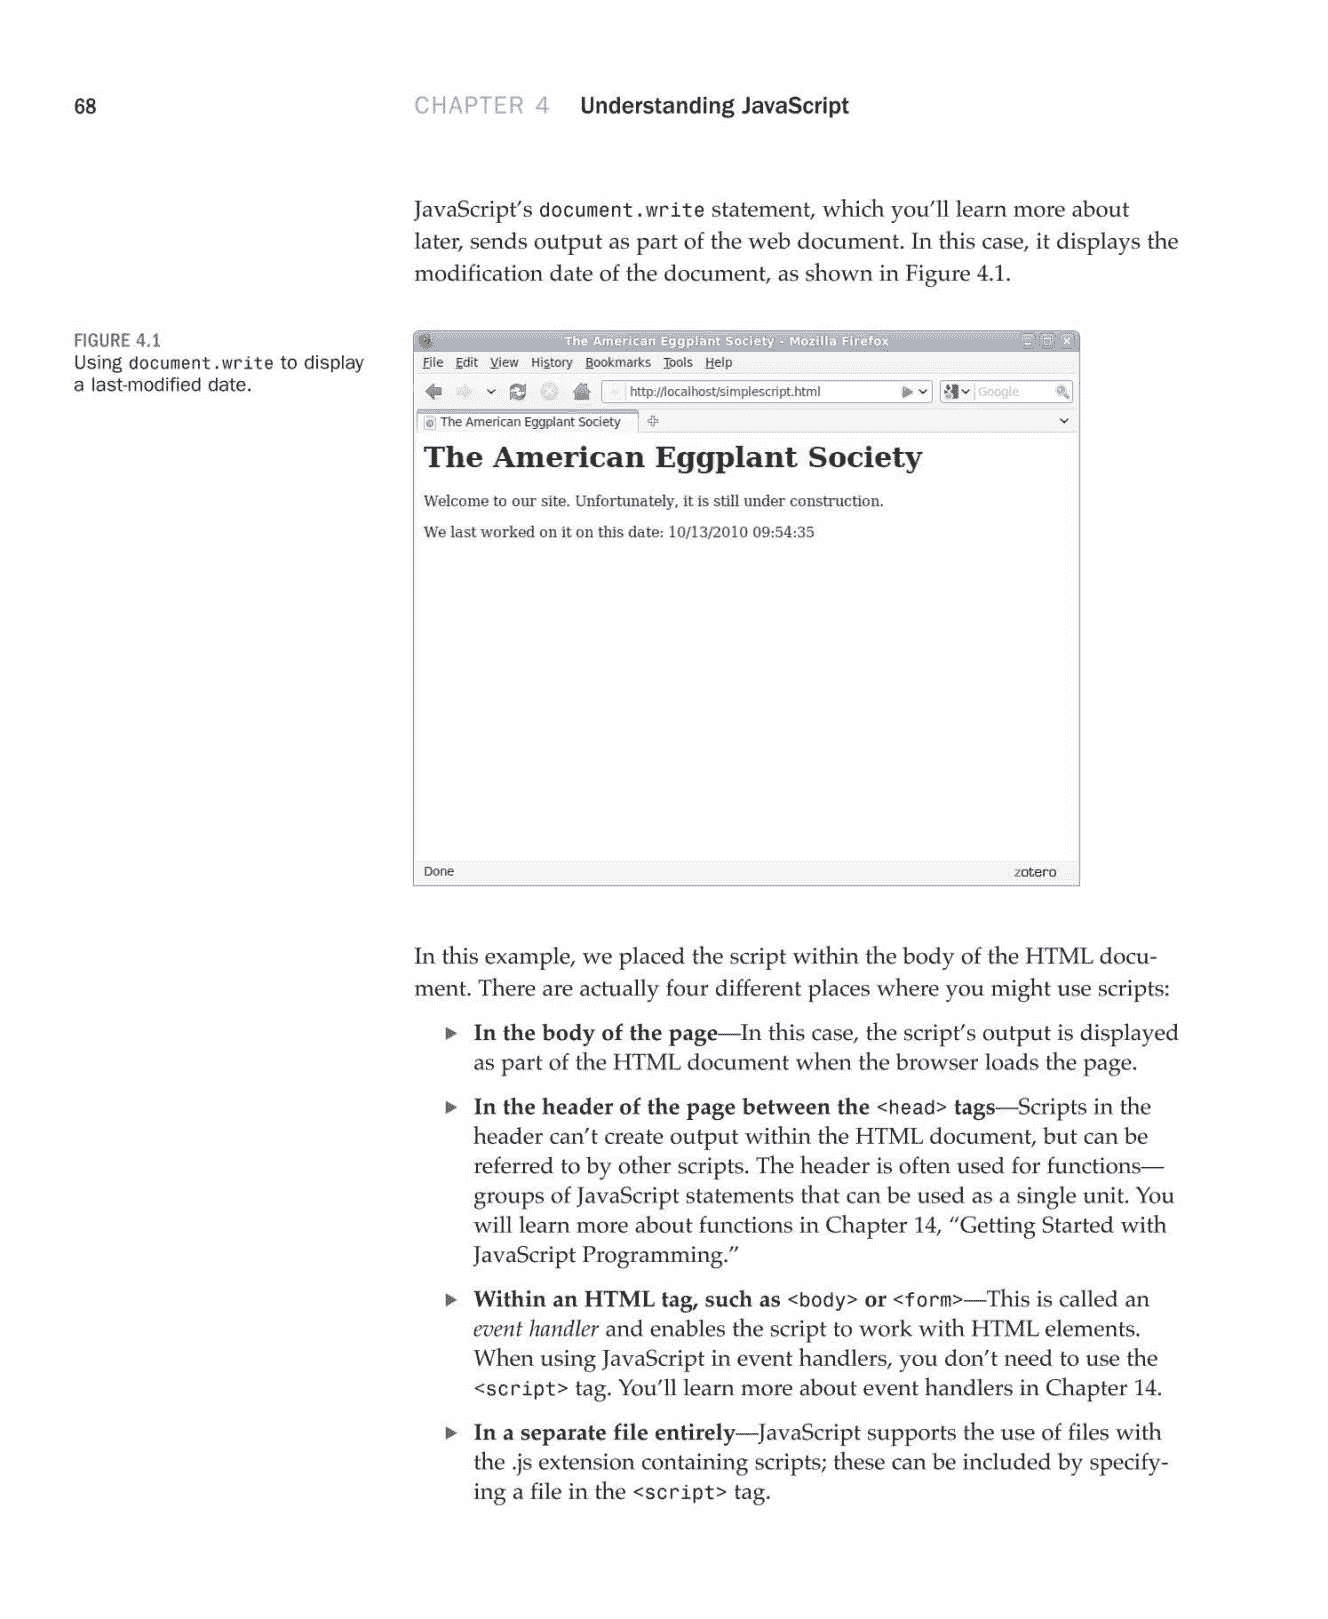 68
CHAPTER 4 Understanding JavaScript
JavaScript's document.write statement, which you'll learn more about
later, sends output as part of the web document. In this case, it displays the
modification date of the document, as shown in Figure 4.1.
FIGURE 4.1
Using document.write to display
a last-modified date.
The American Eggplant Society - Mozilla Firefox
File Edit View History Bookmarks Tools Help
http://localhost/simplescript.html
Google
The American Eggplant Society
The American Eggplant Society
Welcome to our site. Unfortunately, it is still under construction.
We last worked on it on this date: 10/13/2010 09:54:35
Done
zotero
In this example, we placed the script within the body of the HTML docu-
ment. There are actually four different places where you might use scripts:
In the body of the page—In this case, the script's output is displayed
as part of the HTML document when the browser loads the page.
In the header of the page between the <head> tags—Scripts in the
header can't create output within the HTML document, but can be
referred to by other scripts. The header is often used for functions—
groups of JavaScript statements that can be used as a single unit. You
will learn more about functions in Chapter 14, "Getting Started with
JavaScript Programming."
Within an HTML tag, such as <body> or <form>—This is called an
event handler and enables the script to work with HTML elements.
When using JavaScript in event handlers, you don't need to use the
<script> tag. You'll learn more about event handlers in Chapter 14.
In a separate file entirely—JavaScript supports the use of files with
the .js extension containing scripts; these can be included by specify-
ing a file in the <script> tag.